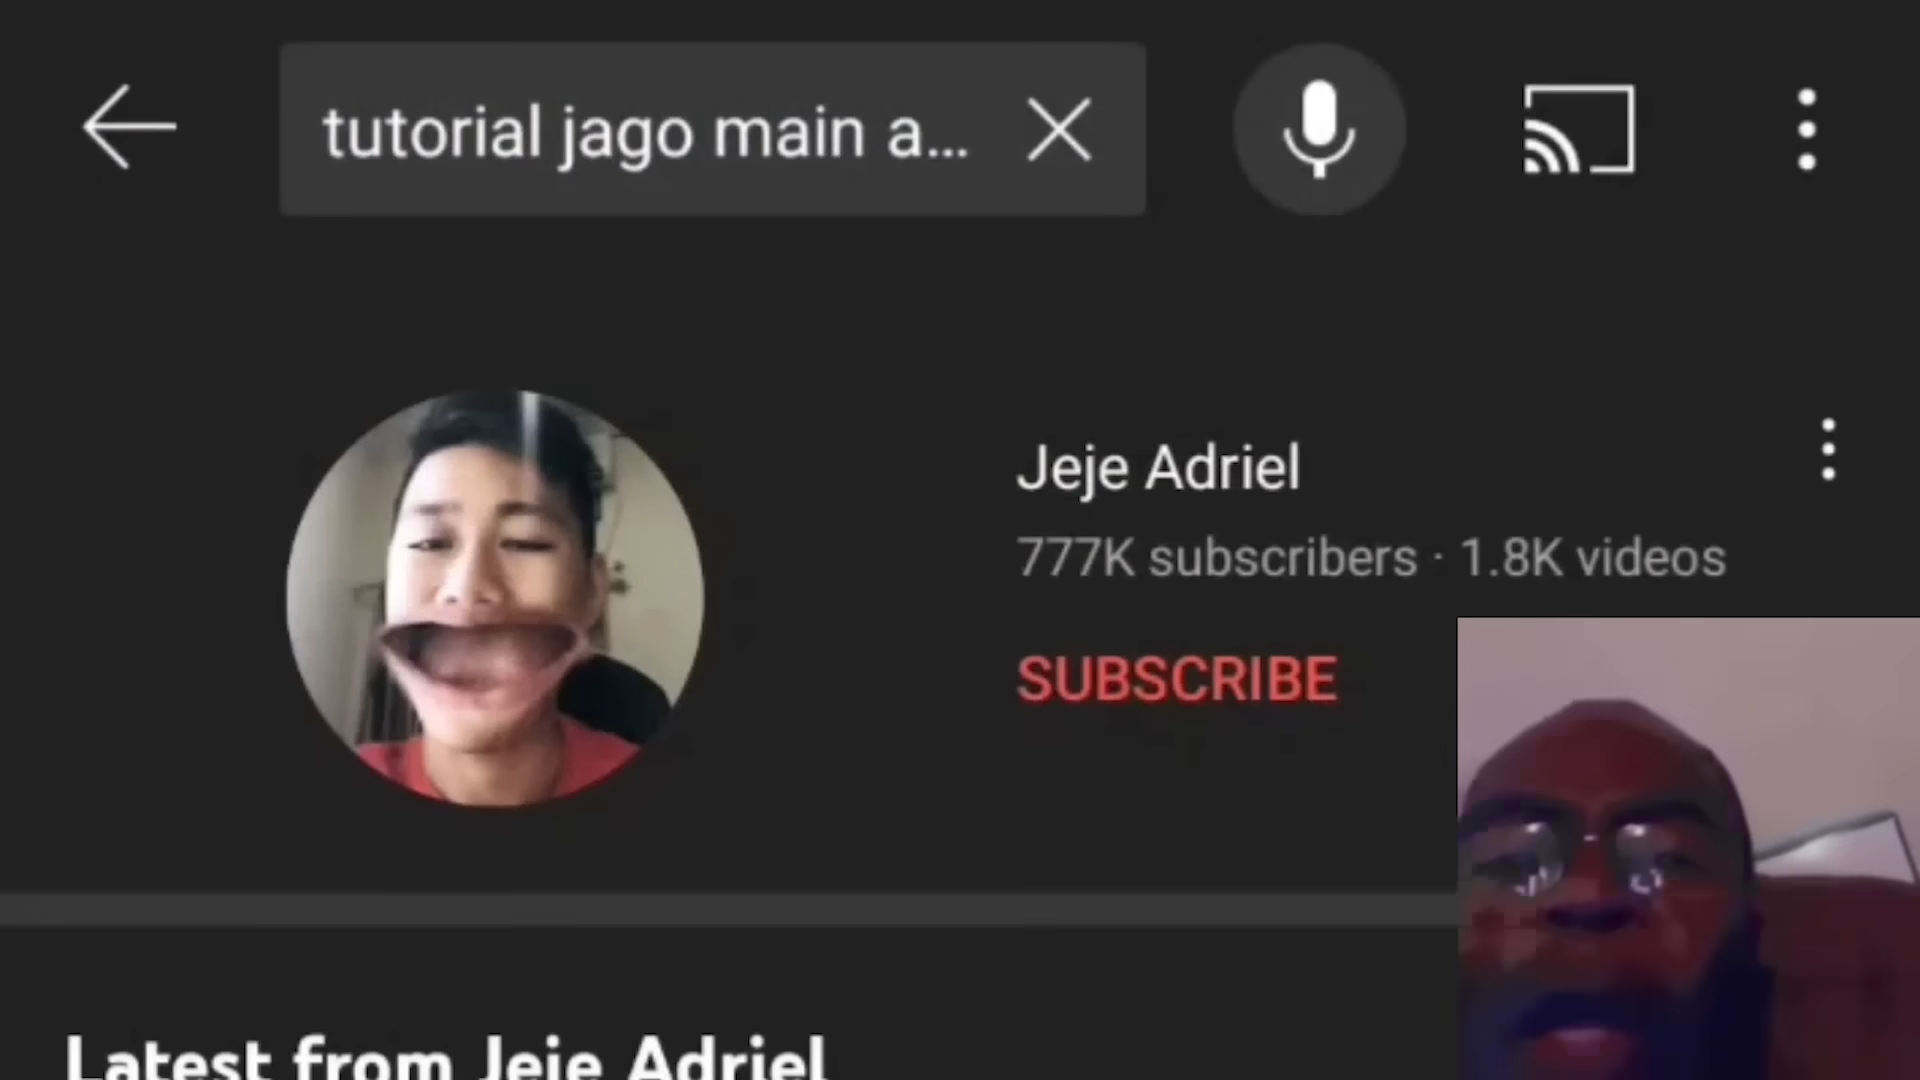 tutorial jago main a...
Jeje Adriel
777K subscribers · 1.8K videos
SUBSCRIBE
Latest from Jeje Adriel